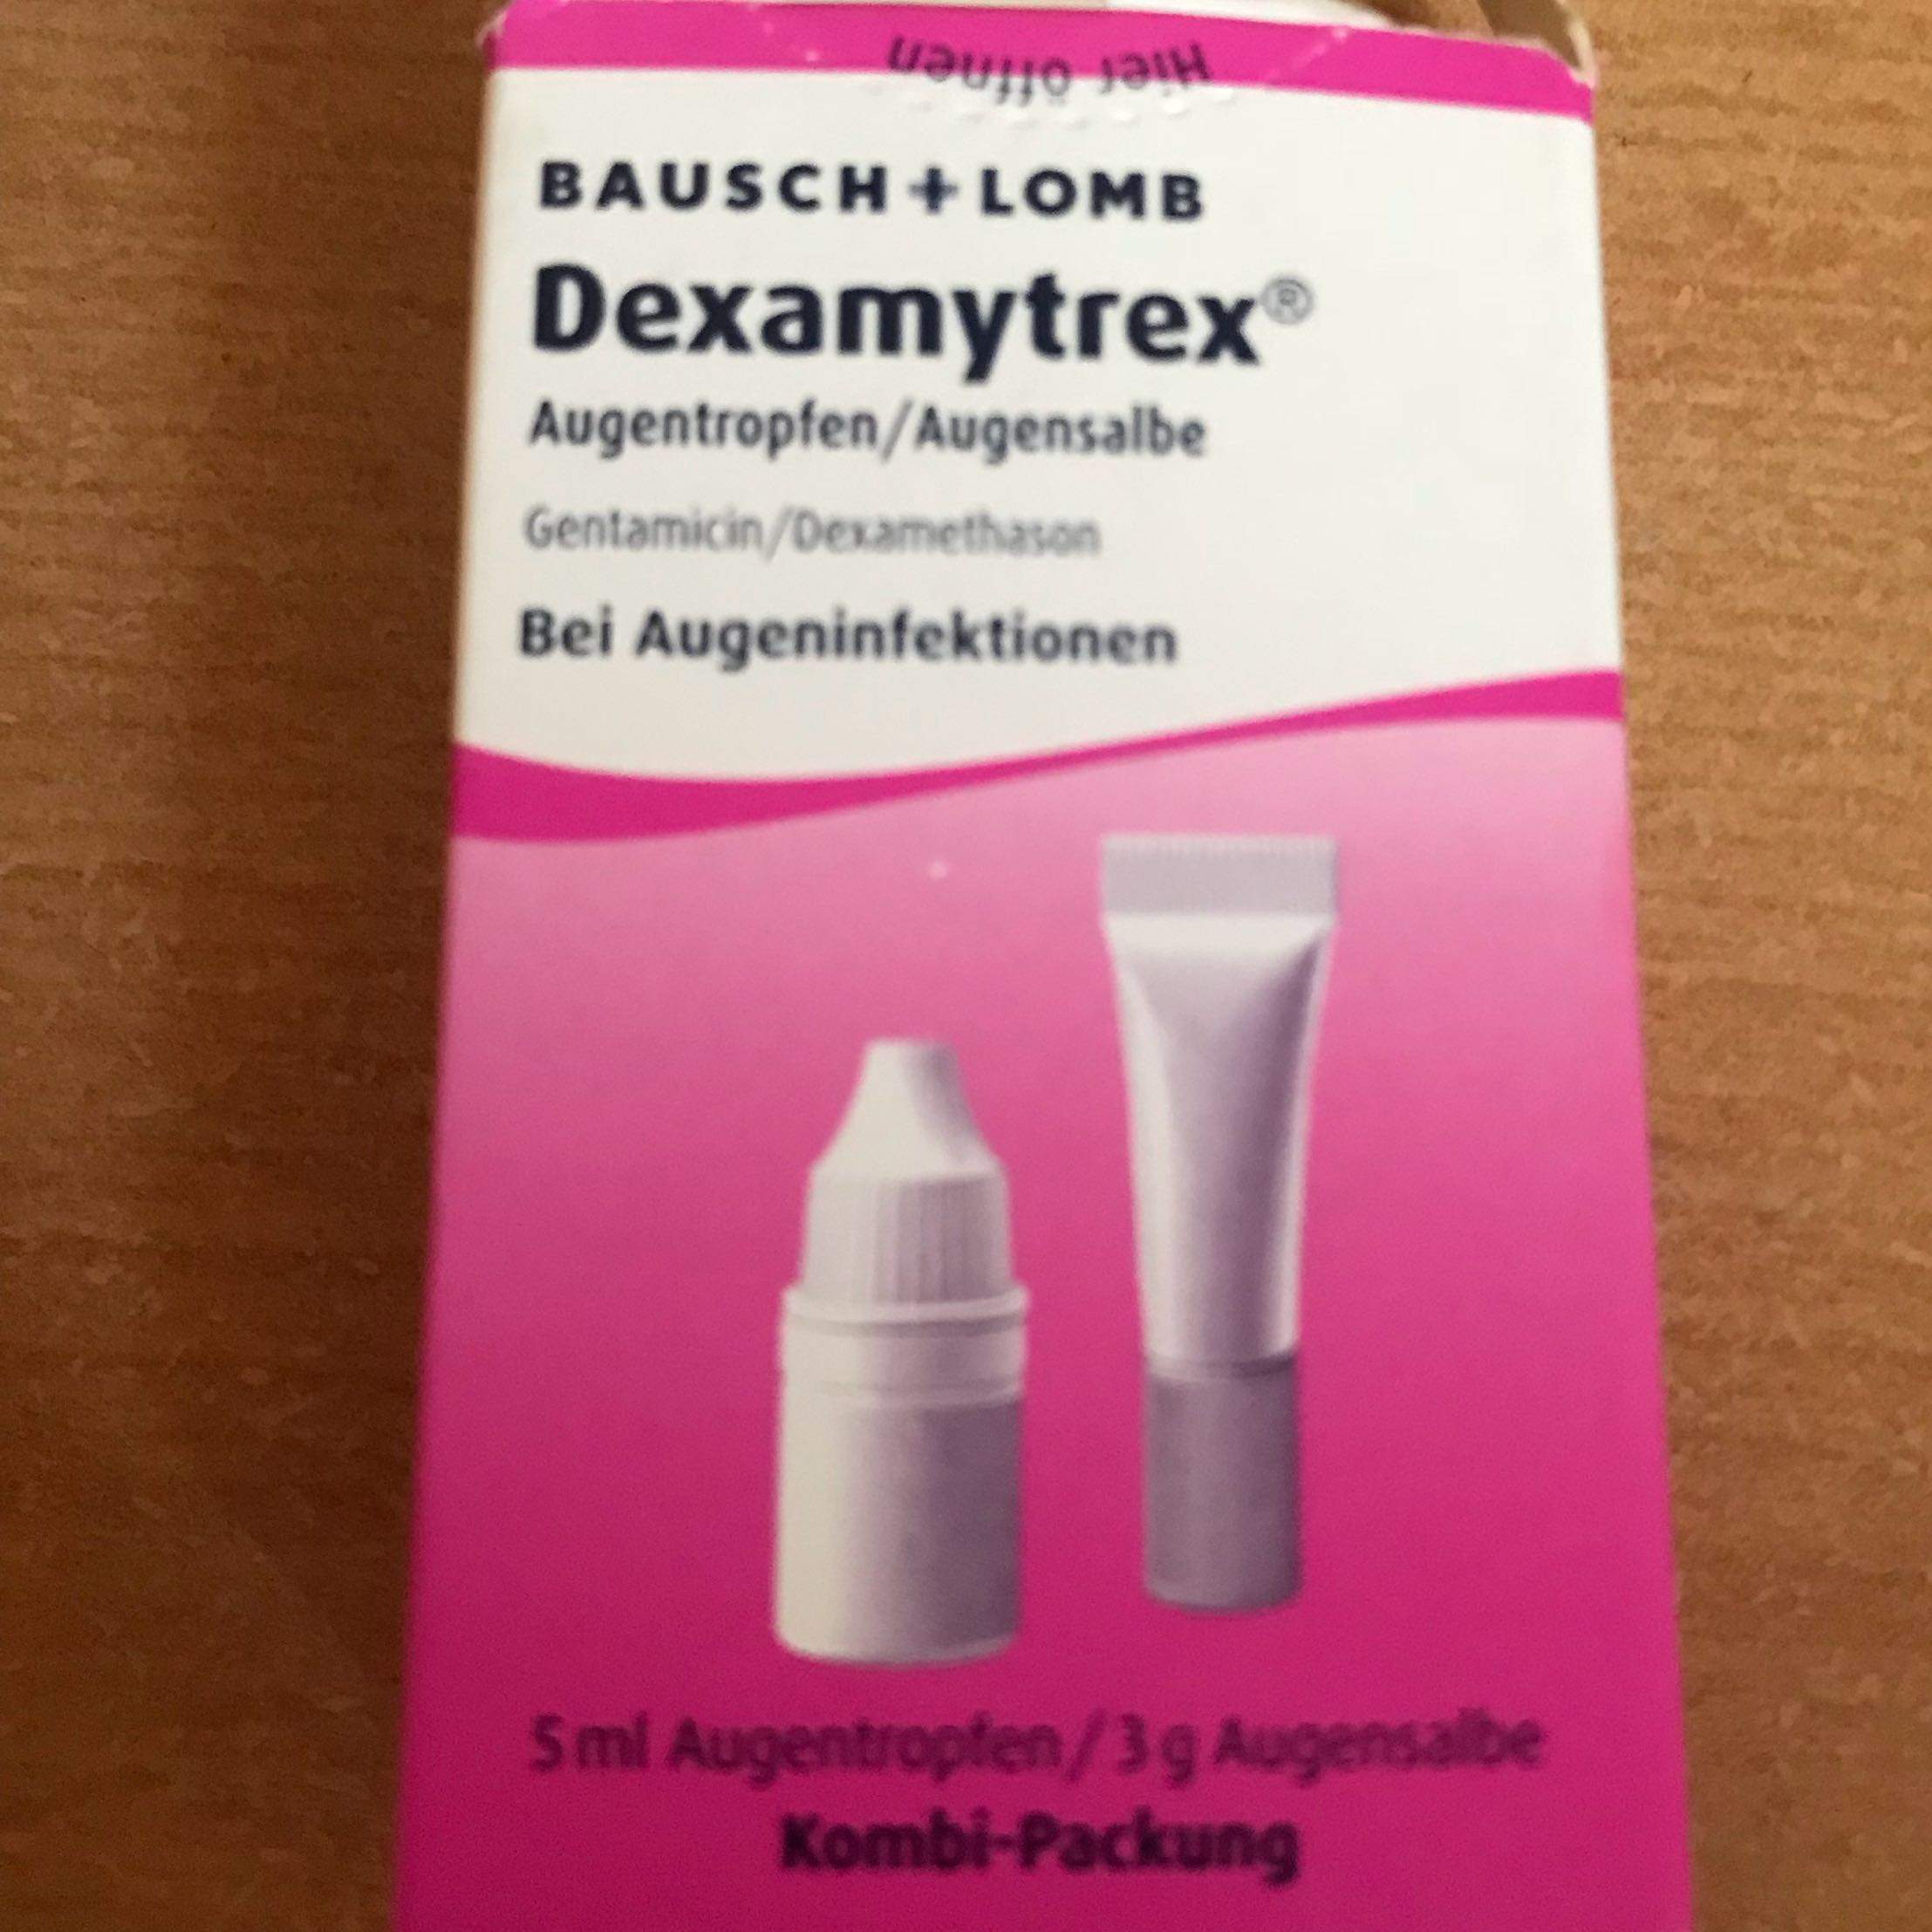 Hier öffnen
BAUSCH+LOMB
Dexamytrex®
Augentropfen/Augensalbe
Gentamicin/Dexamethason
Bei Augeninfektionen
5 ml Augentropfen/3 g Augensalbe
Kombi-Packung